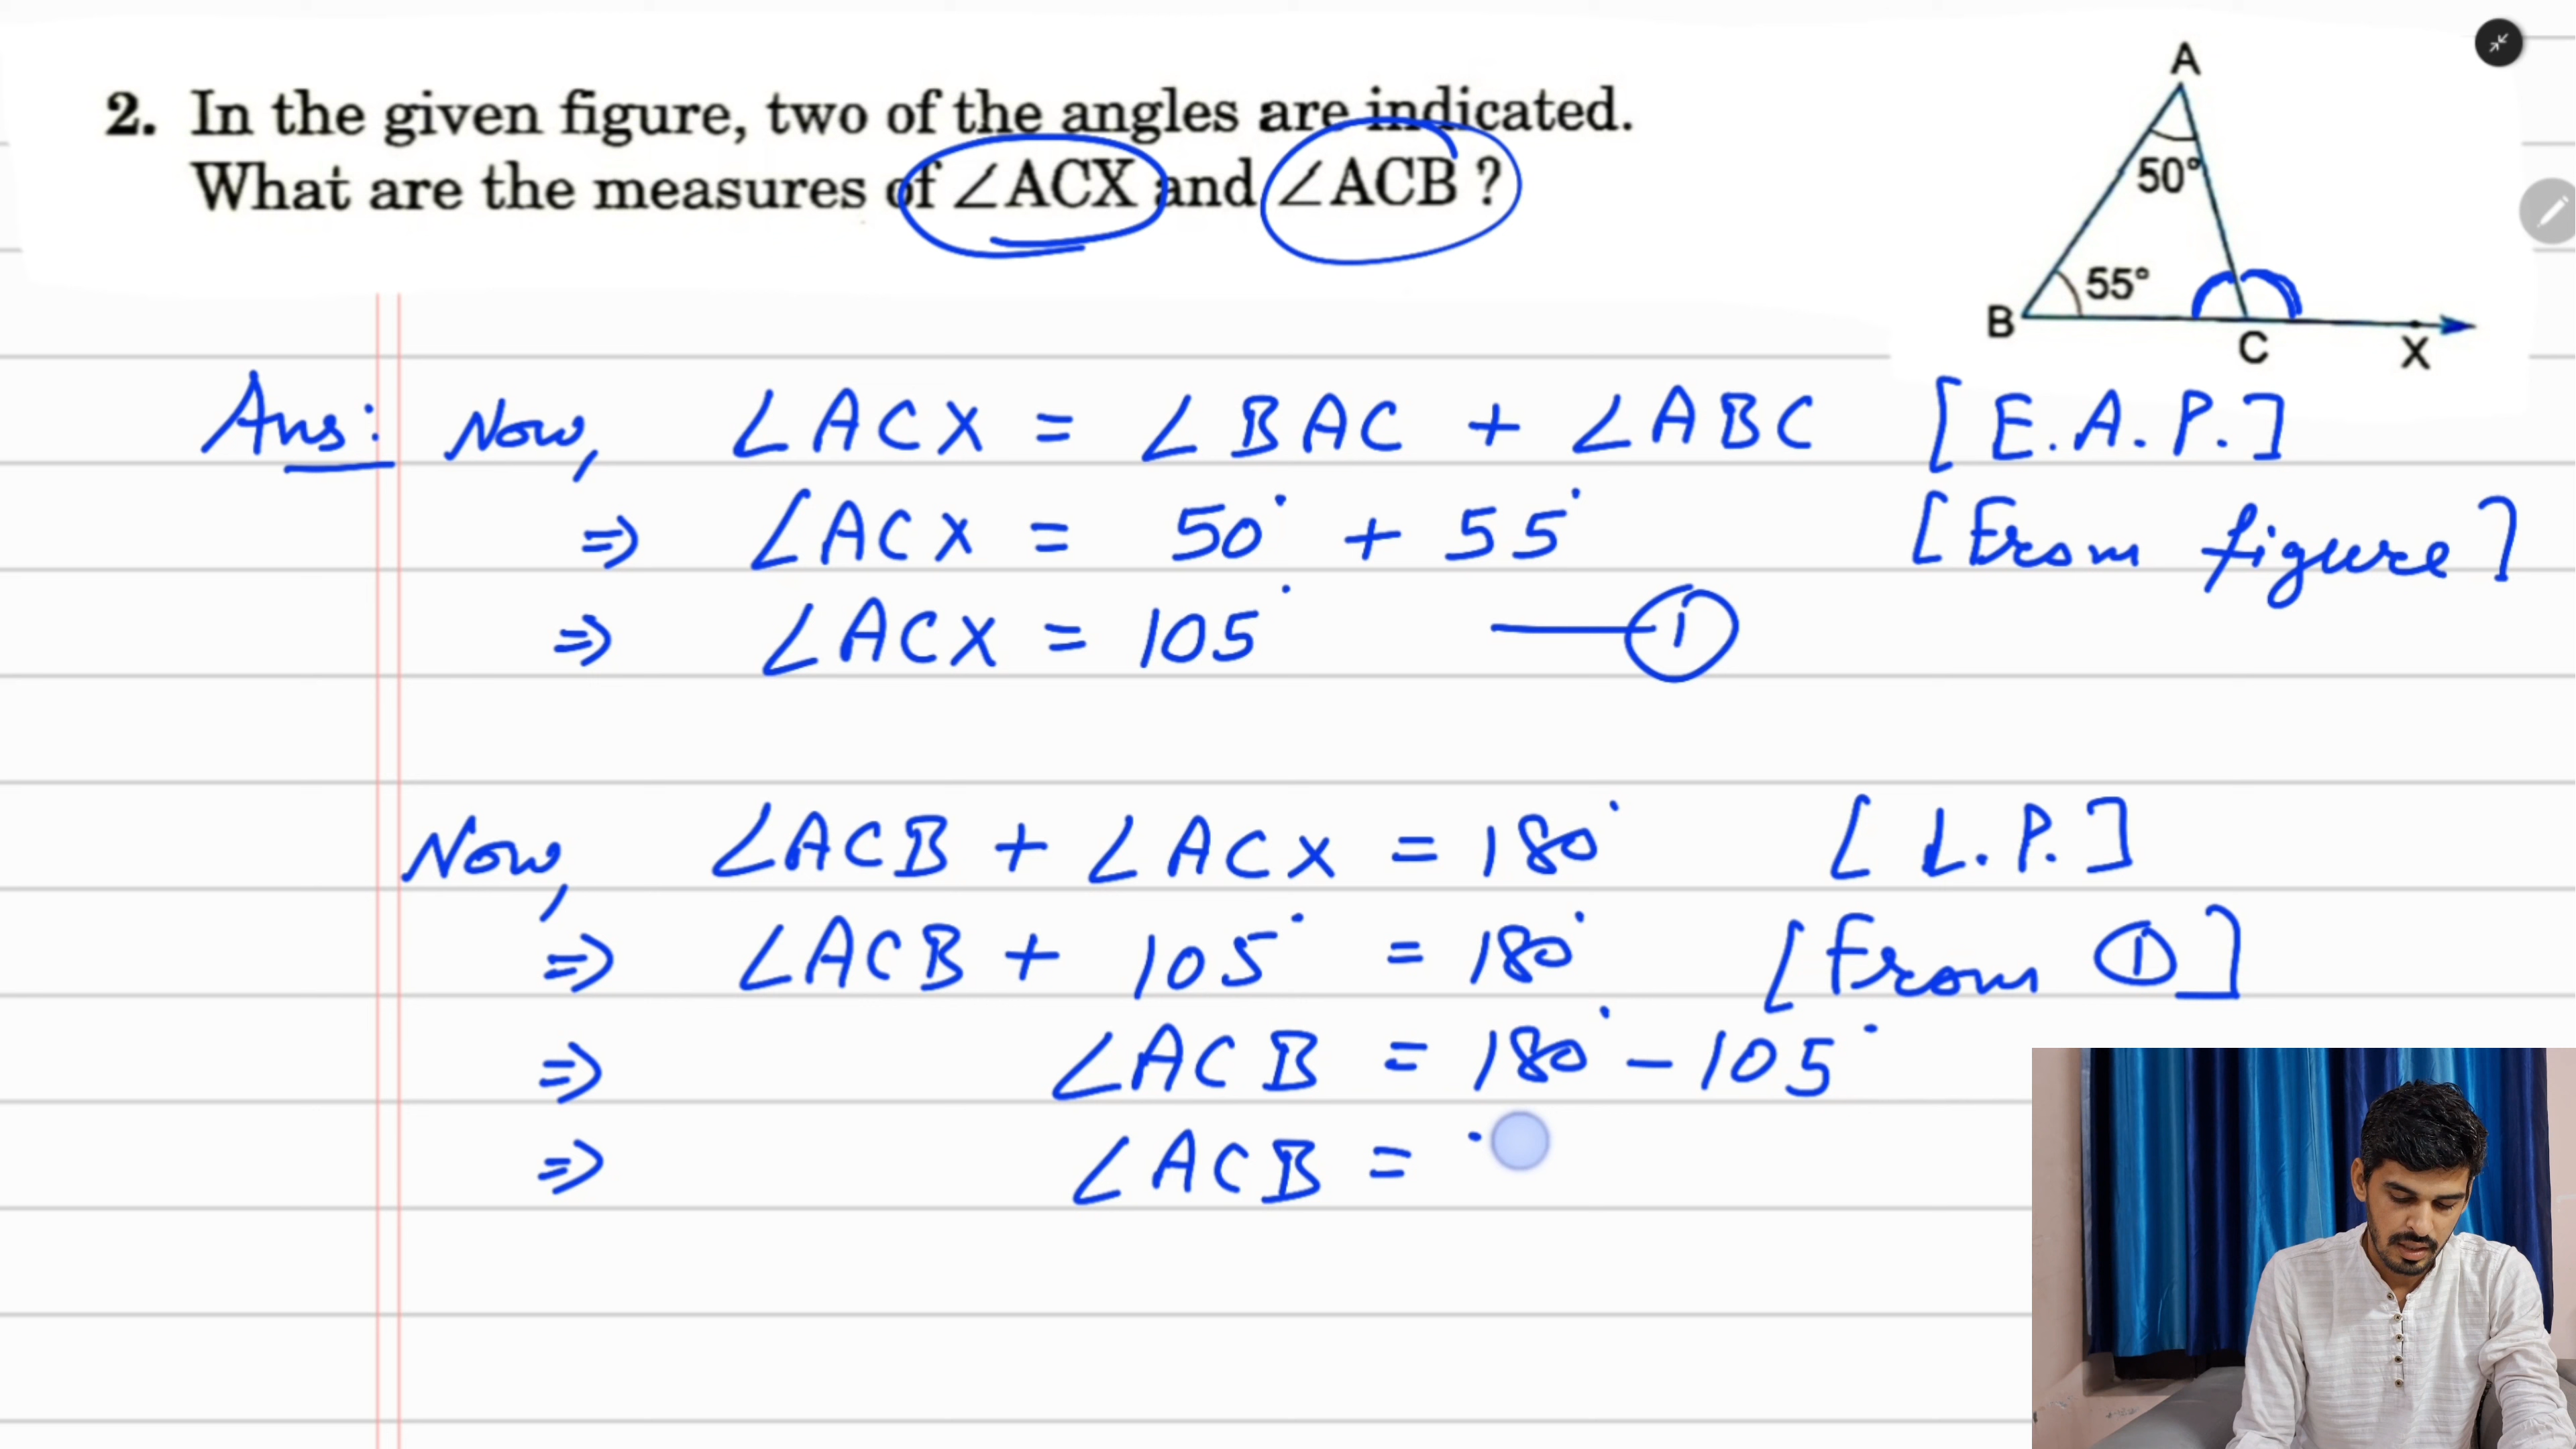 2. In the given figure, two of the angles are indicated.
What are the measures of ∠ACX and ∠ACB ?
A
50°
55°
B
C
X
Ans: Now, ∠ACX = ∠BAC + ∠ABC [E.A.P.]
⇒ ∠ACX = 50° + 55° [From figure]
⇒ ∠ACX = 105° —— ①
Now, ∠ACB + ∠ACX = 180° [L.P.]
⇒ ∠ACB + 105° = 180° [From ①]
⇒ ∠ACB = 180° - 105°
⇒ ∠ACB =